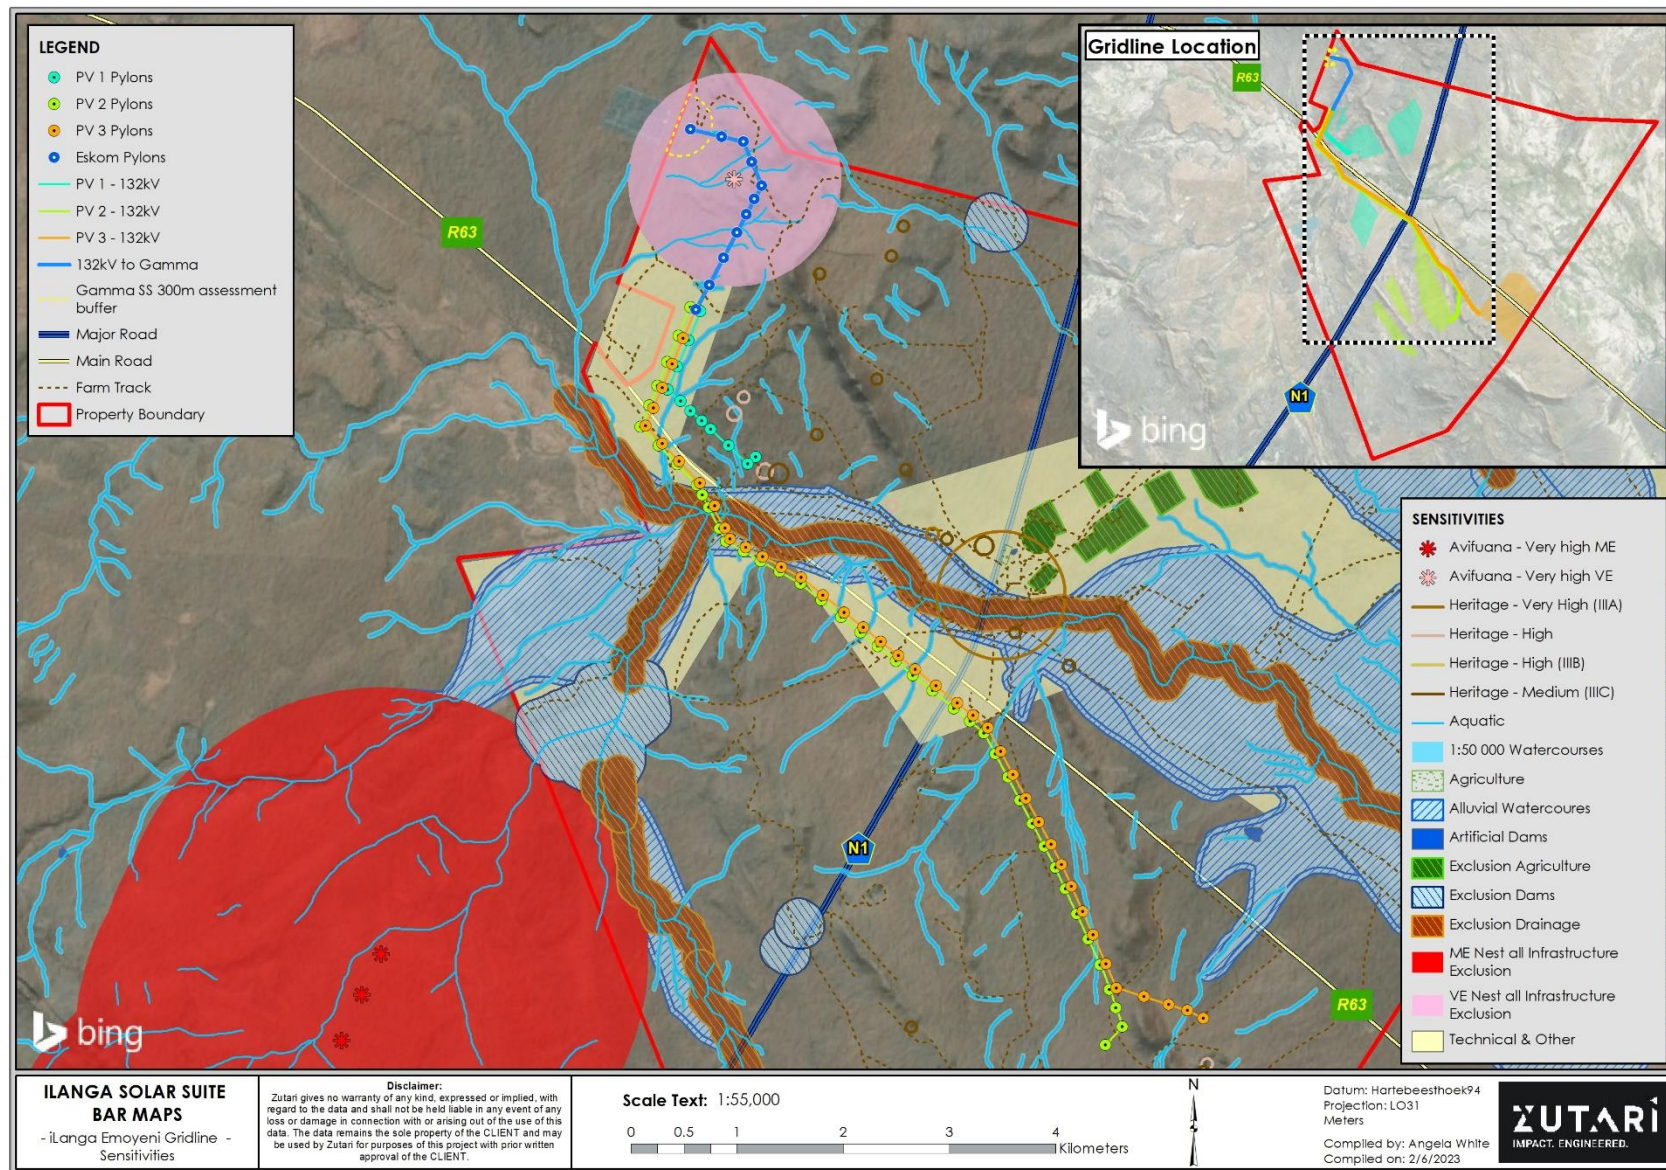 LEGEND
PV 1 Pylons
PV 2 Pylons
PV 3 Pylons
Eskom Pylons
PV 1 - 132kV
PV 2 - 132kV
PV 3 - 132kV
132kV to Gamma
Gamma SS 300m assessment
buffer
Major Road
Main Road
Farm Track
Property Boundary
R63
Gridline Location
R63
N1
bing
SENSITIVITIES
Avifuana - Very high ME
Avifuana - Very high VE
Heritage - Very High (IIIA)
Heritage - High
Heritage - High (IIIB)
Heritage - Medium (IIIC)
Aquatic
1:50 000 Watercourses
Agriculture
Alluvial Watercoures
Artificial Dams
Exclusion Agriculture
Exclusion Dams
Exclusion Drainage
ME Nest all Infrastructure
Exclusion
VE Nest all Infrastructure
Exclusion
Technical & Other
N1
R63
bing
ILANGA SOLAR SUITE
BAR MAPS
- iLanga Emoyeni Gridline -
Sensitivities
Disclaimer:
Zutari gives no warranty of any kind, expressed or implied, with
regard to the data and shall not be held liable in any event of any
loss or damage in connection with or arising out of the use of this
data. The data remains the sole property of the CLIENT and may
be used by Zutari for purposes of this project with prior written
approval of the CLIENT.
Scale Text: 1:55,000
0 0.5 1 2 3 4
Kilometers
N
Datum: Hartebeesthoek94
Projection: LO31
Meters
Compiled by: Angela White
Compiled on: 2/6/2023
ZUTARI
IMPACT. ENGINEERED.